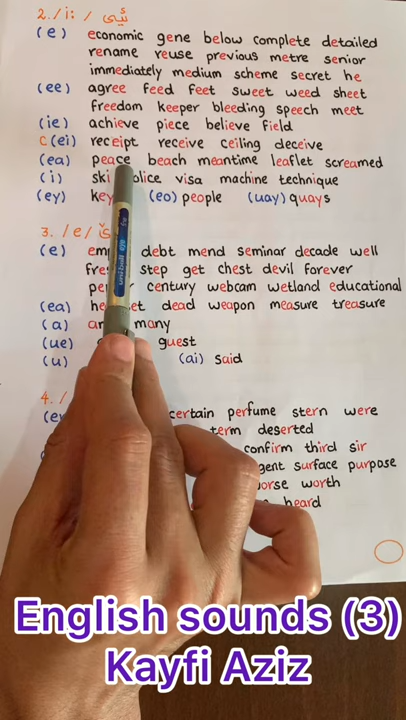 2. /iː/ ئیی
(e) economic gene below complete detailed
rename reuse previous metre senior
immediately medium scheme secret he
(ee) agree feed feet sweet weed sheet
freedom keeper bleeding speech meet
(ie) achieve piece believe field
c(ei) receipt receive ceiling deceive
(ea) peace beach meantime leaflet screamed
(i) ski visa machine technique
(ey) (eo) people (uay) quays
3. /e/
(e) debt mend seminar decade well
step get chest devil forever
century webcam wetland educational
(ea) dead weapon measure treasure
(a) many
(ue) guest
(u) (ai) said
4. /
certain perfume stern were
term deserted
confirm third sir
surface purpose
worth
heard
English sounds (3)
Kayfi Aziz